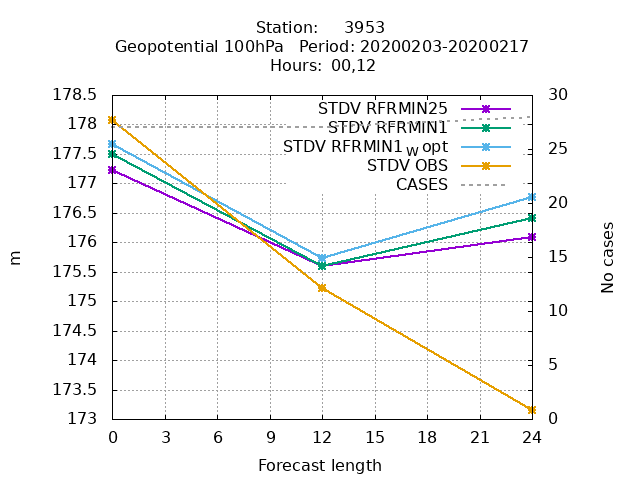 Station: 3953
Geopotential 100hPa Period: 20200203-20200217
Hours: 00,12
178.5
178
177.5
177
176.5
176
175.5
175
174.5
174
173.5
173
m
30
25
20
15
10
5
0
No cases
STDV RFRMIN25
STDV RFRMIN1
STDV RFRMIN1 w opt
STDV OBS
CASES
0 3 6 9 12 15 18 21 24
Forecast length